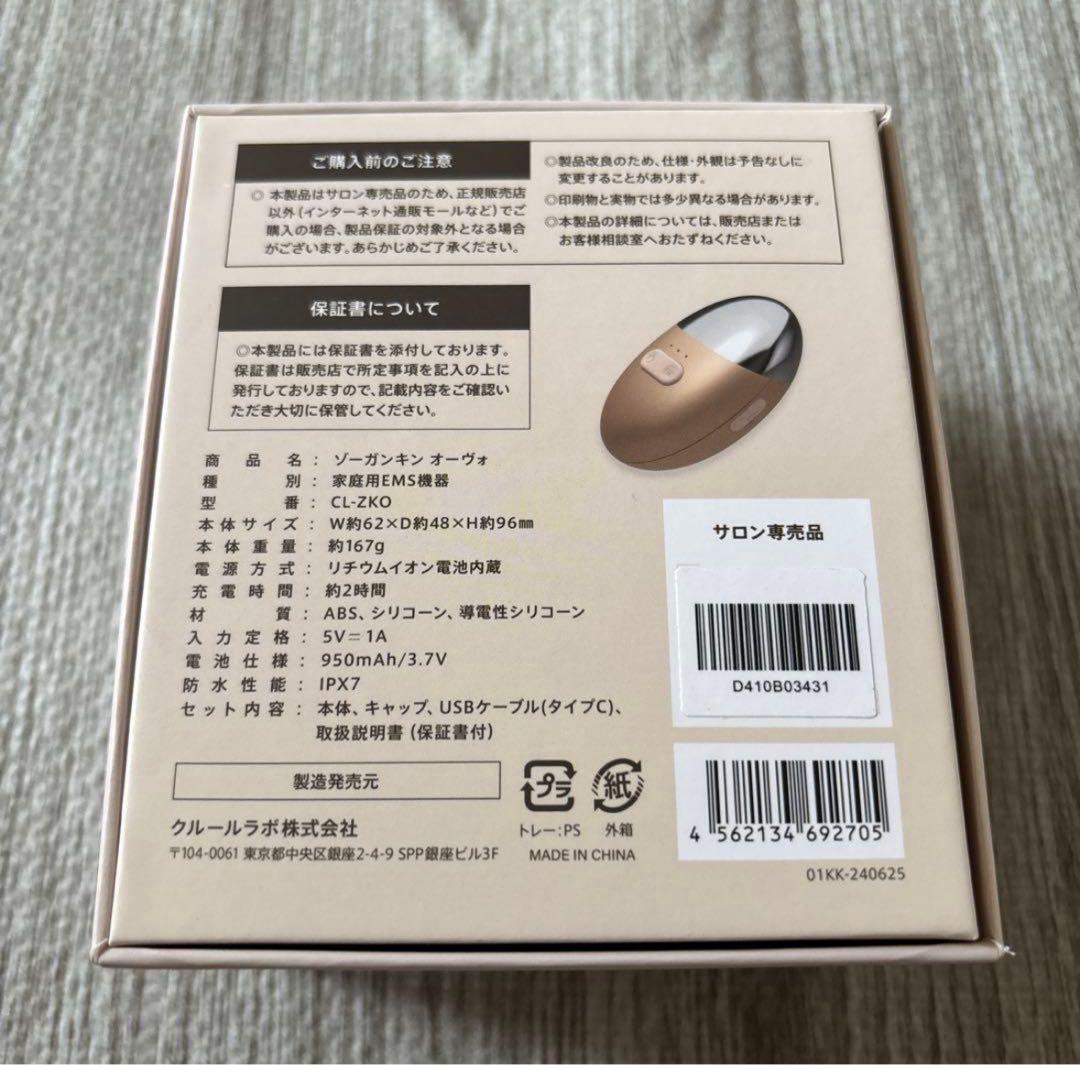 ご購入前のご注意
◎ 本製品はサロン専売品のため、正規販売店
以外(インターネット通販モールなど)でご
購入の場合、製品保証の対象外となる場合
がございます。あらかじめご了承ください。
◎製品改良のため、仕様・外観は予告なしに
変更することがあります。
◎印刷物と実物では多少異なる場合があります。
◎本製品の詳細については、販売店または
お客様相談室へおたずねください。
保証書について
◎本製品には保証書を添付しております。
保証書は販売店で所定事項を記入の上に
発行しておりますので、記載内容をご確認い
ただき大切に保管してください。
商品名：ゾーガンキン オーヴォ
種別：家庭用EMS機器
型番：CL-ZKO
本体サイズ：W約62×D約48×H約96㎜
本体重量：約167g
電源方式：リチウムイオン電池内蔵
充電時間：約2時間
材質：ABS、シリコーン、導電性シリコーン
入力定格：5V⎓1A
電池仕様：950mAh/3.7V
防水性能：IPX7
セット内容：本体、キャップ、USBケーブル(タイプC)、
取扱説明書 (保証書付)
サロン専売品
D410B03431
製造発売元
クルールラボ株式会社
〒104-0061 東京都中央区銀座2-4-9 SPP銀座ビル3F
プラ
紙
トレー：PS
外箱
MADE IN CHINA
4 562134 692705
01KK-240625